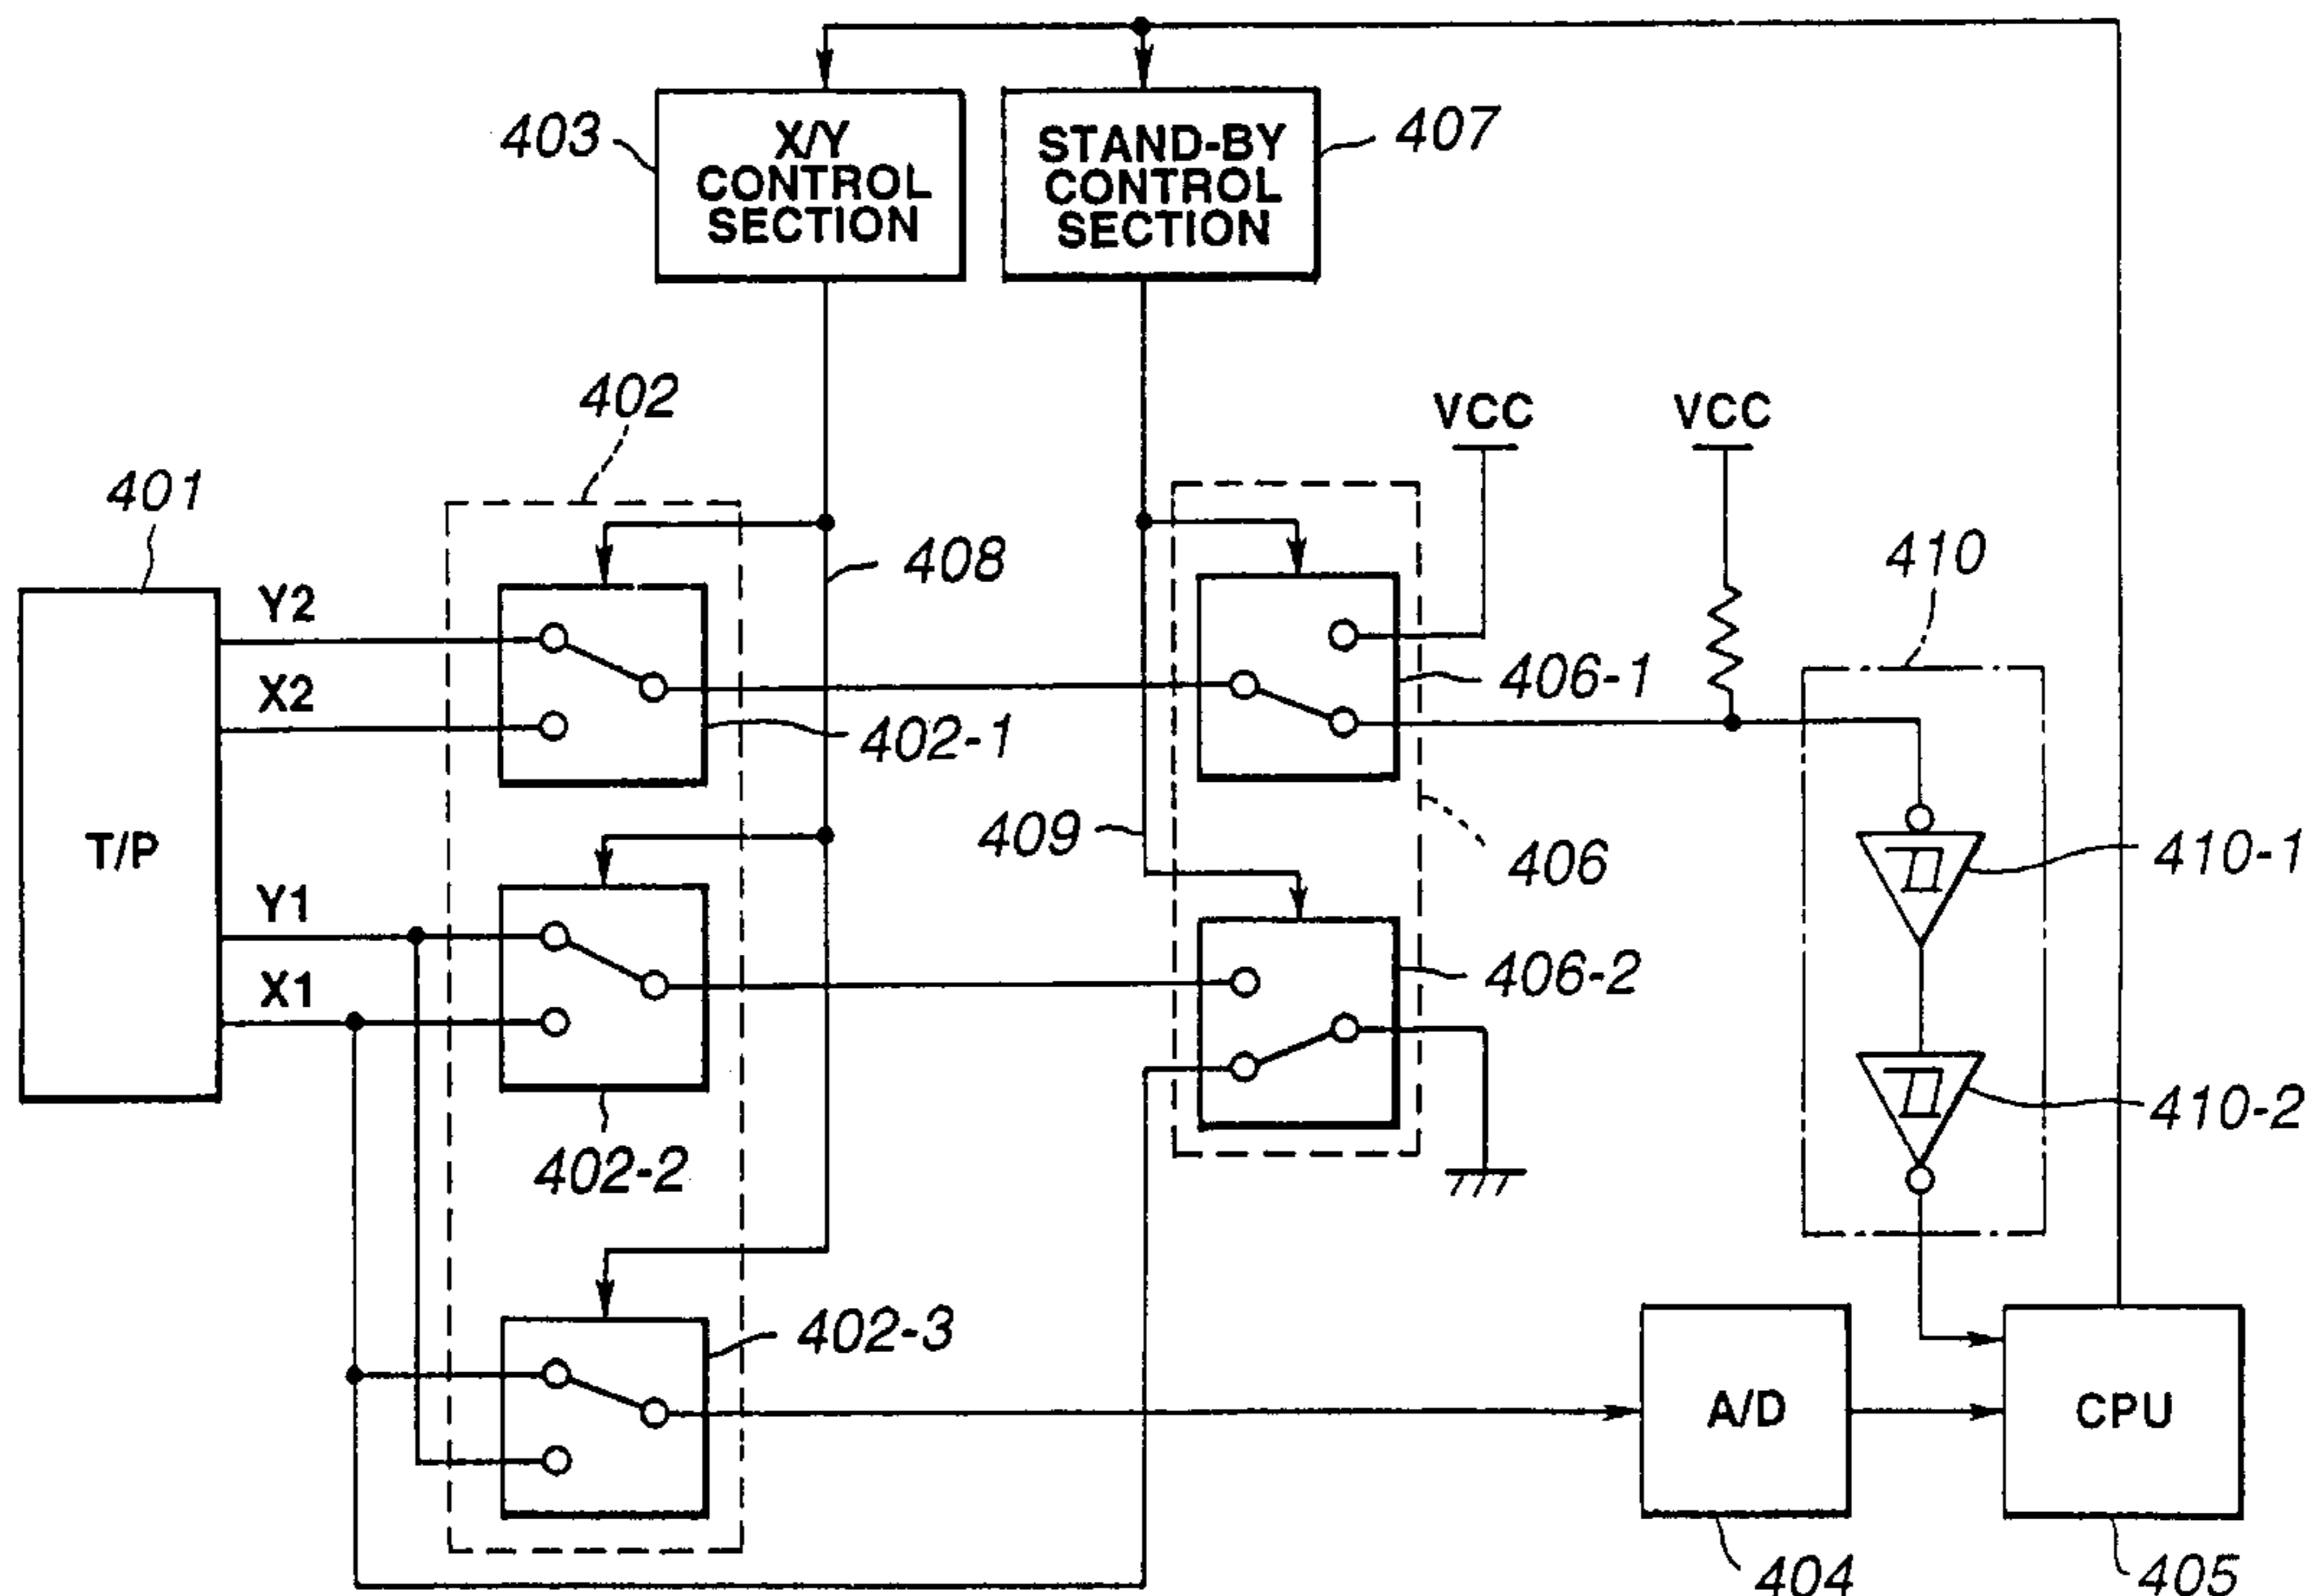 403
X/Y
CONTROL
SECTION
STAND-BY
CONTROL
SECTION
407
402
VCC
VCC
401
408
410
Y2
X2
406-1
402-1
T/P
409
406
410-1
Y1
X1
406-2
410-2
402-2
402-3
A/D
CPU
404
405